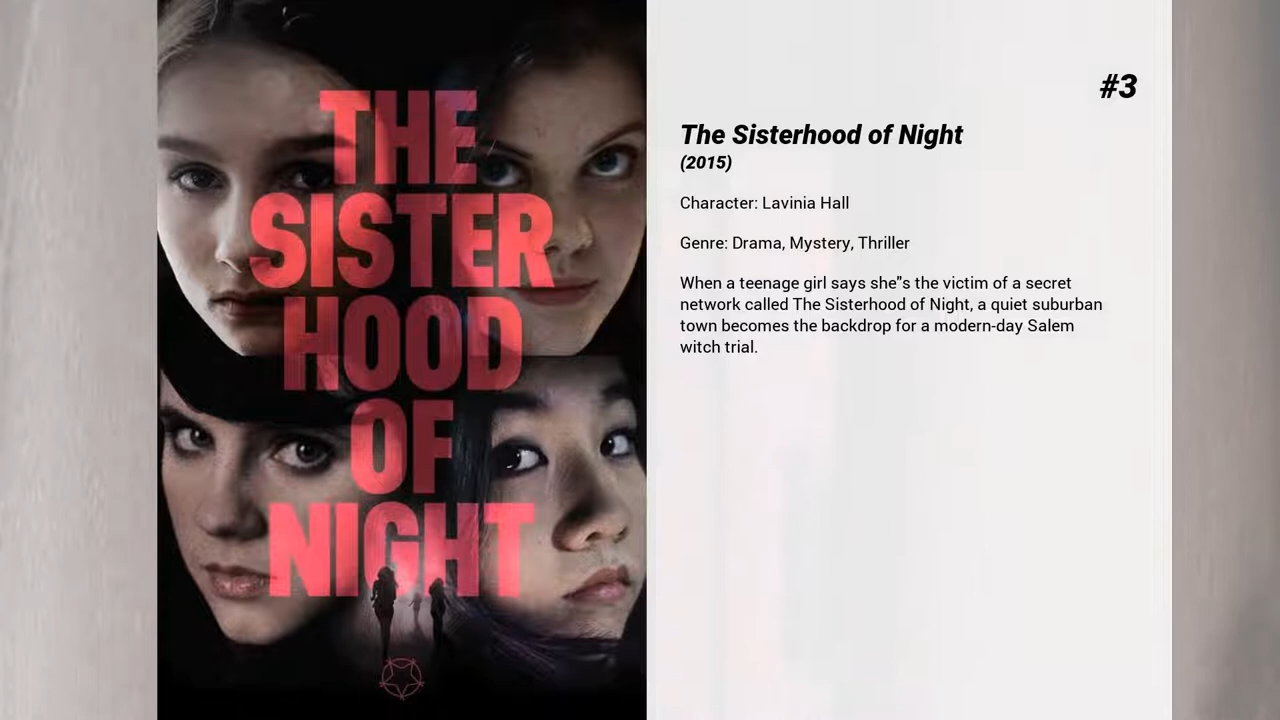 THE
SISTER
HOOD
OF
NIGHT
#3
The Sisterhood of Night
(2015)
Character: Lavinia Hall
Genre: Drama, Mystery, Thriller
When a teenage girl says she"s the victim of a secret
network called The Sisterhood of Night, a quiet suburban
town becomes the backdrop for a modern-day Salem
witch trial.